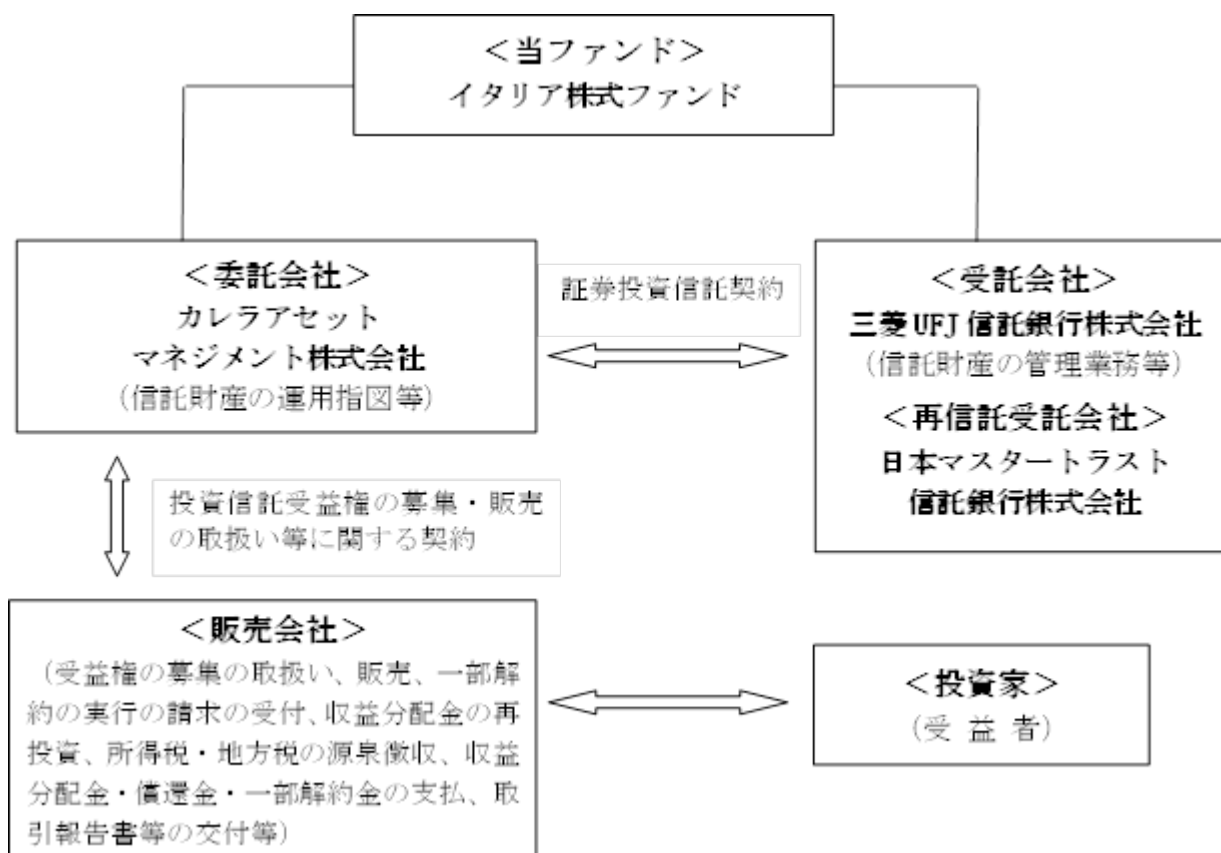 ＜当ファンド＞
イタリア株式ファンド
＜委託会社＞
カレラアセット
マネジメント株式会社
（信託財産の運用指図等）
証券投資信託契約
＜受託会社＞
三菱 UFJ 信託銀行株式会社
（信託財産の管理業務等）
＜再信託受託会社＞
日本マスタートラスト
信託銀行株式会社
投資信託受益権の募集・販売
の取扱い等に関する契約
＜販売会社＞
（受益権の募集の取扱い、販売、一部解
約の実行の請求の受付、収益分配金の再
投資、所得税・地方税の源泉徴収、収益
分配金・償還金・一部解約金の支払、取
引報告書等の交付等）
＜投資家＞
（受 益 者）